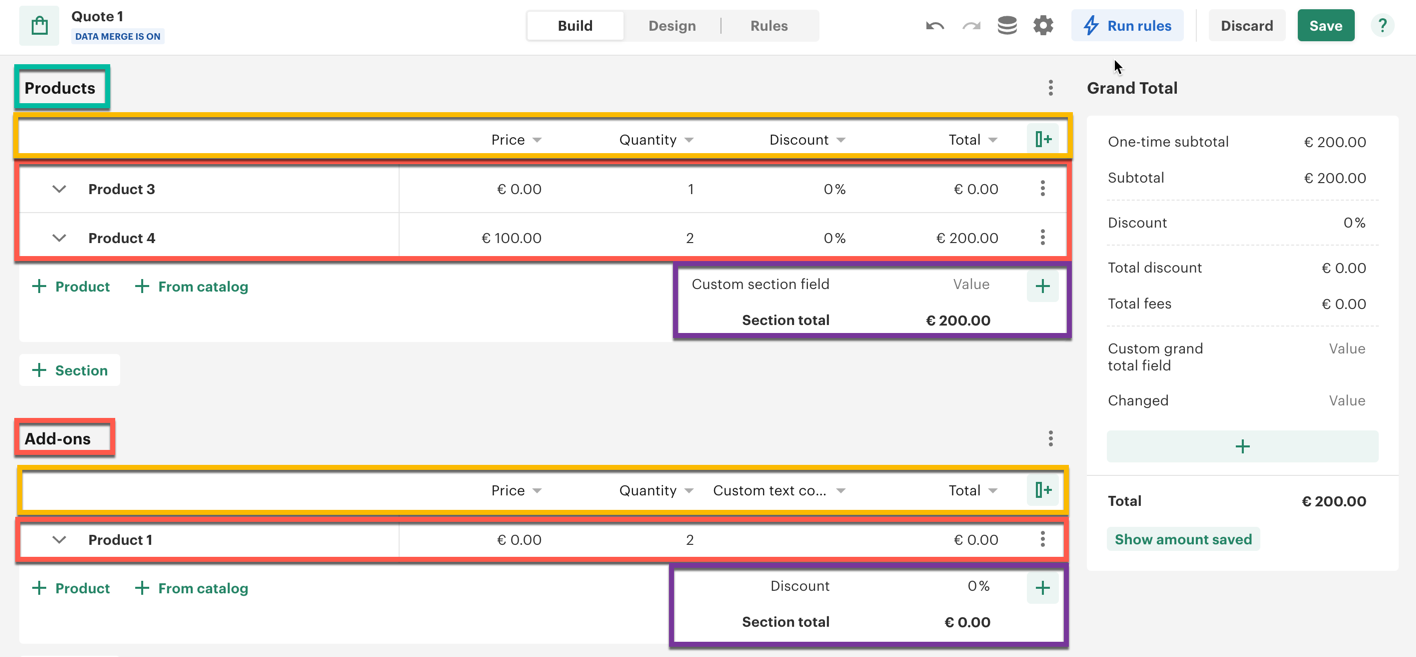 Quote 1
DATA MERGE IS ON
Build Design Rules
Run rules Discard Save ?
Products
Price Quantity Discount Total
Product 3 € 0.00 1 0% € 0.00
Product 4 € 100.00 2 0% € 200.00
+ Product + From catalog
Custom section field Value +
Section total € 200.00
+ Section
Add-ons
Price Quantity Custom text co... Total
Product 1 € 0.00 2 € 0.00
+ Product + From catalog
Discount 0% +
Section total € 0.00
Grand Total
One-time subtotal € 200.00
Subtotal € 200.00
Discount 0%
Total discount € 0.00
Total fees € 0.00
Custom grand Value
total field
Changed Value
+
Total € 200.00
Show amount saved